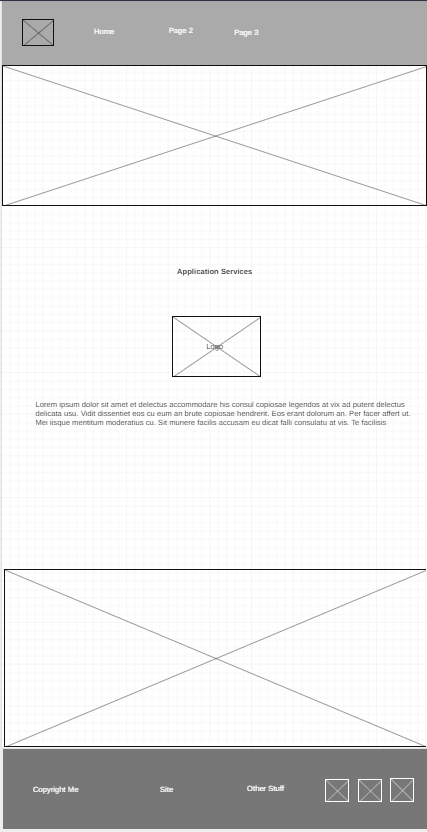 Home
Page 2
Page 3
Application Services
Logo
Lorem ipsum dolor sit amet et delectus accommodare his consul copiosae legendos at vix ad putent delectus
delicata usu. Vidit dissentiet eos cu eum an brute copiosae hendrerit. Eos erant dolorum an. Per facer affert ut.
Mei iisque mentitum moderatius cu. Sit munere facilis accusam eu dicat falli consulatu at vis. Te facilisis
Copyright Me
Site
Other Stuff